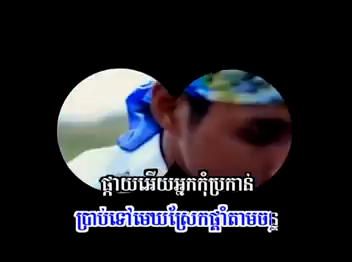 ផ្កាយអើយអ្នកកុំប្រកាន់
ប្រាប់ទៅមេឃស្រែកផ្ដាំតាមចន្ទ